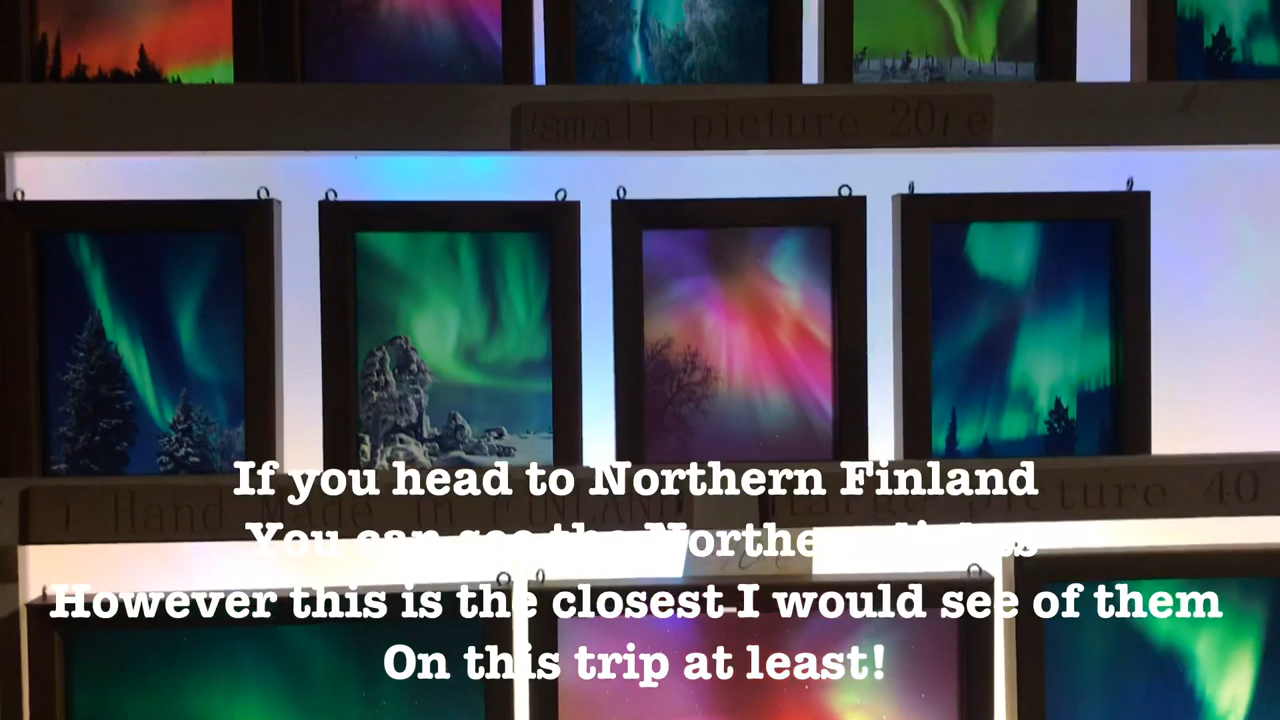 small picture 20
If you head to Northern Finland
Hand Made in FINLAND large picture 40
You can see the Northern lights
However this is the closest I would see of them
On this trip at least!